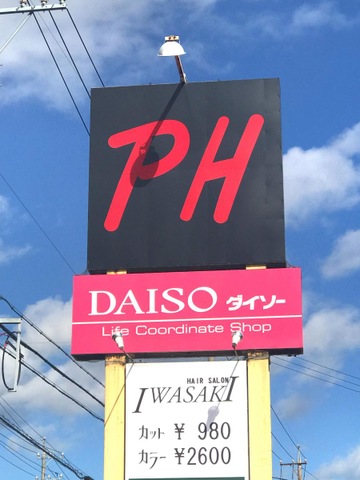 PH
DAISO ダイソー
Life Coordinate Shop
HAIR SALON
IWASAKI
カット ¥ 980
カラー ¥2600